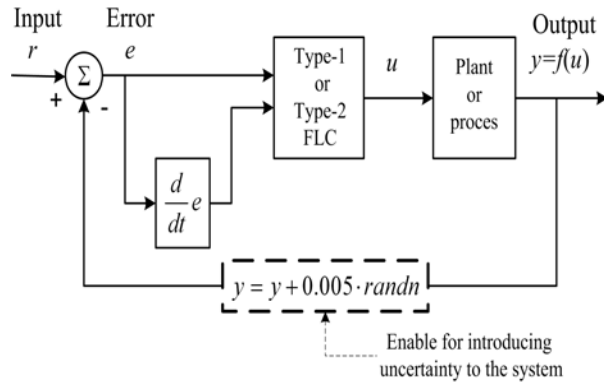 Input
r
Error
e
Σ
+
-
d
dt
e
Type-1
or
Type-2
FLC
u
Plant
or
proces
Output
y=f(u)
y = y + 0.005 · randn
Enable for introducing
uncertainty to the system